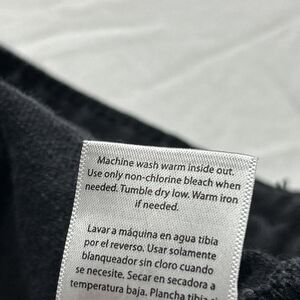 Machine wash warm inside out.
Use only non-chlorine bleach when
needed. Tumble dry low. Warm iron
if needed.
Lavar a máquina en agua tibia
por el reverso. Usar solamente
blanqueador sin cloro cuando
se necesite. Secar en secadora a
temperatura baja. Plancha tibia